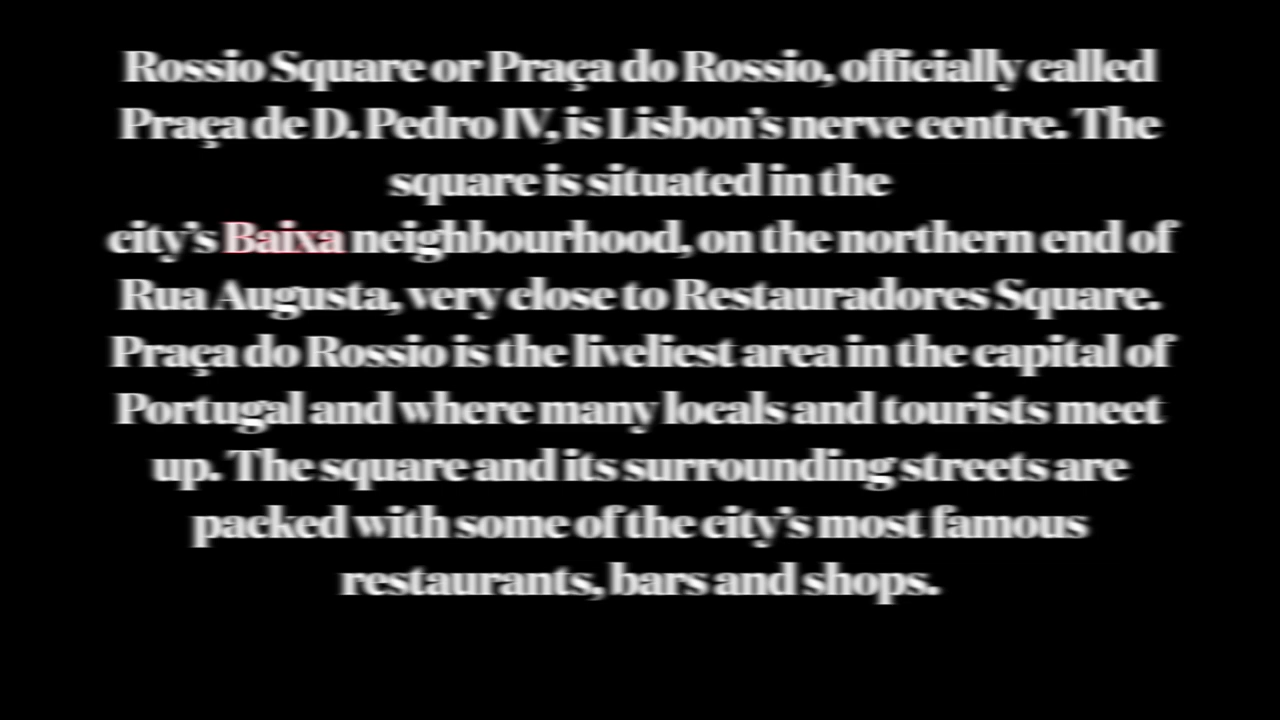 Rossio Square or Praça do Rossio, officially called
Praça de D. Pedro IV, is Lisbon’s nerve centre. The
square is situated in the
city’s Baixa neighbourhood, on the northern end of
Rua Augusta, very close to Restauradores Square.
Praça do Rossio is the liveliest area in the capital of
Portugal and where many locals and tourists meet
up. The square and its surrounding streets are
packed with some of the city’s most famous
restaurants, bars and shops.